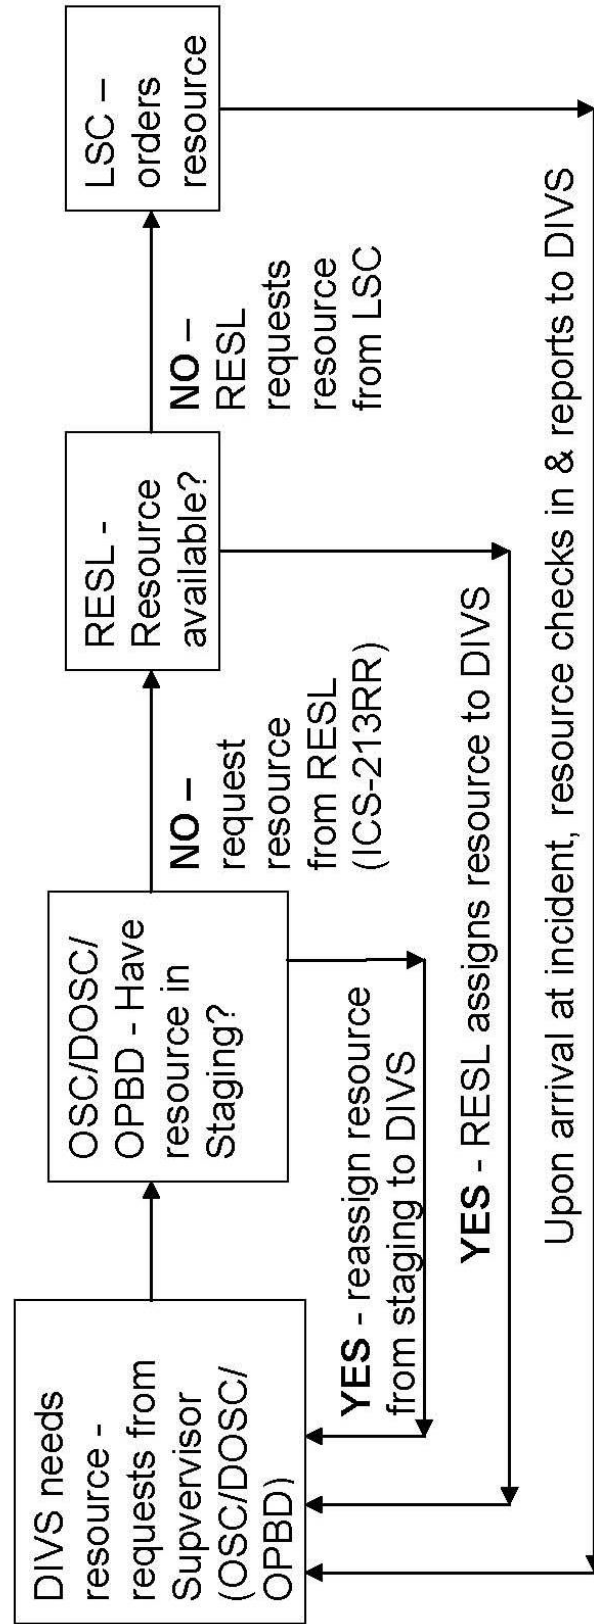 DIVS needs
resource -
requests from
Supvervisor
(OSC/DOSC/
OPBD)
OSC/DOSC/
OPBD - Have
resource in
Staging?
NO –
request
resource
from RESL
(ICS-213RR)
RESL -
Resource
available?
NO –
RESL
requests
resource
from LSC
LSC –
orders
resource
YES - reassign resource
from staging to DIVS
YES - RESL assigns resource to DIVS
Upon arrival at incident, resource checks in & reports to DIVS